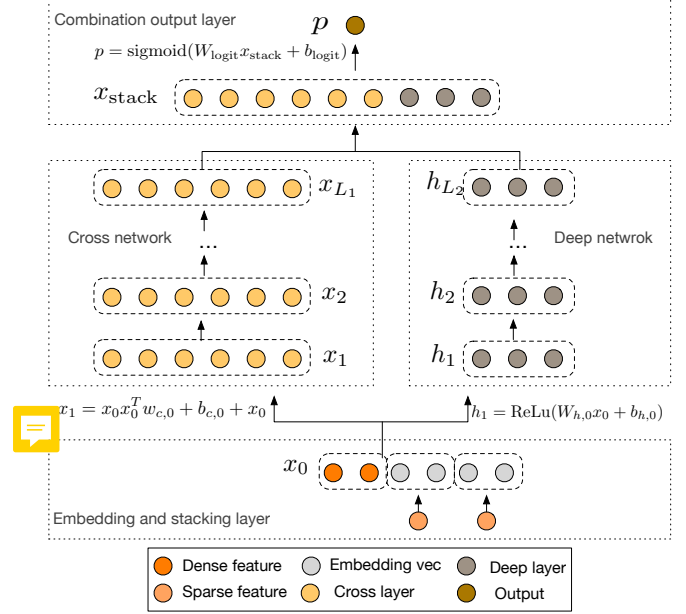 Combination output layer
p
p = sigmoid(W_logit x_stack + b_logit)
x_stack
x_{L_1}
h_{L_2}
Cross network
...
...
Deep netwrok
x_2
h_2
x_1
h_1
x_1 = x_0 x_0^T w_{c,0} + b_{c,0} + x_0
h_1 = ReLu(W_{h,0} x_0 + b_{h,0})
x_0
Embedding and stacking layer
Dense feature
Embedding vec
Deep layer
Sparse feature
Cross layer
Output